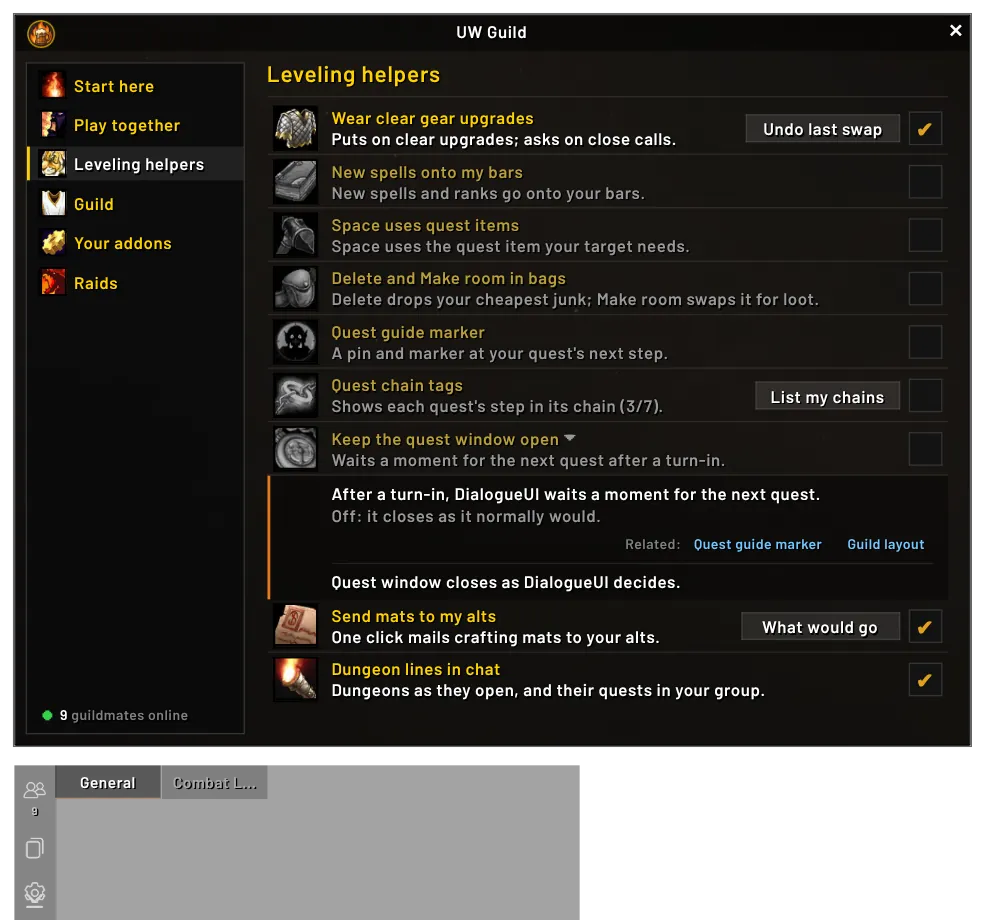 UW Guild
Start here
Play together
Leveling helpers
Guild
Your addons
Raids
9 guildmates online
Leveling helpers
Wear clear gear upgrades
Puts on clear upgrades; asks on close calls.
Undo last swap
New spells onto my bars
New spells and ranks go onto your bars.
Space uses quest items
Space uses the quest item your target needs.
Delete and Make room in bags
Delete drops your cheapest junk; Make room swaps it for loot.
Quest guide marker
A pin and marker at your quest's next step.
Quest chain tags
Shows each quest's step in its chain (3/7).
List my chains
Keep the quest window open
Waits a moment for the next quest after a turn-in.
After a turn-in, DialogueUI waits a moment for the next quest.
Off: it closes as it normally would.
Related: Quest guide marker Guild layout
Quest window closes as DialogueUI decides.
Send mats to my alts
One click mails crafting mats to your alts.
What would go
Dungeon lines in chat
Dungeons as they open, and their quests in your group.
General
Combat L...
9